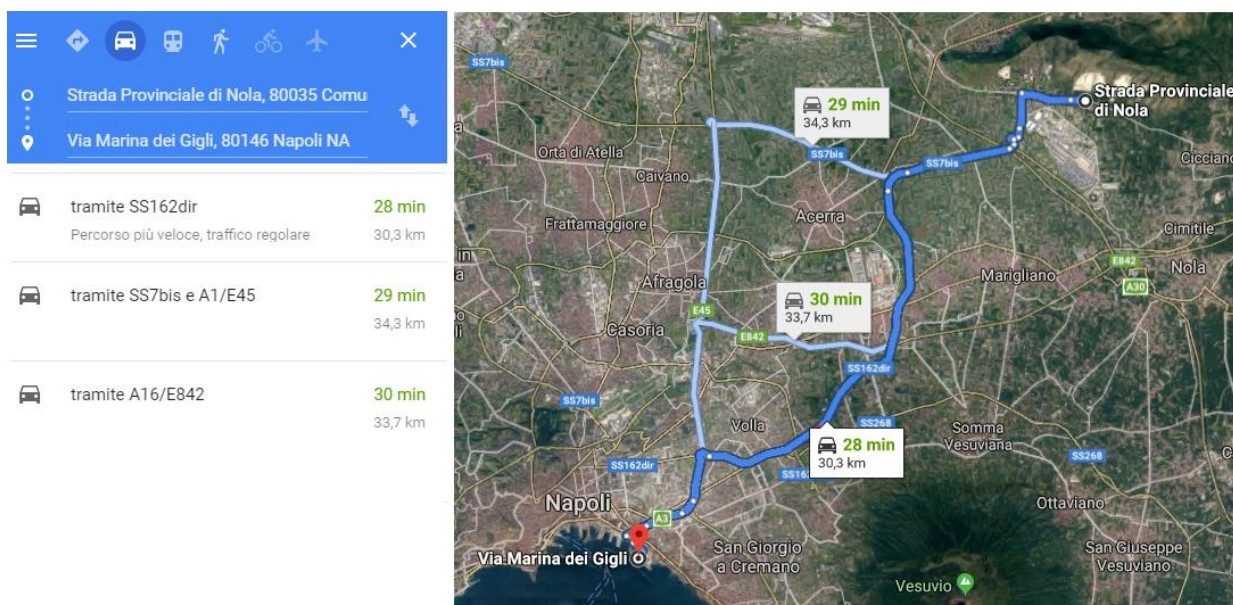 Strada Provinciale di Nola, 80035 Comu
Via Marina dei Gigli, 80146 Napoli NA
tramite SS162dir 28 min
Percorso più veloce, traffico regolare 30,3 km
tramite SS7bis e A1/E45 29 min
34,3 km
tramite A16/E842 30 min
33,7 km
SS7bis
Strada Provinciale
di Nola
29 min
34,3 km
Orta di Atella
SS7bis
SS7bis
Cicciano
Caivano
Acerra
Frattamaggiore
Cimitile
E842
Nola
Marigliano
A30
Afragola
30 min
33,7 km
E45
Casoria
E842
SS162dir
SS7bis
Volla
SS268
Somma
Vesuviana
28 min
30,3 km
SS268
SS162dir
Napoli
Ottaviano
A3
San Giorgio
a Cremano
San Giuseppe
Vesuviano
Via Marina dei Gigli
Vesuvio